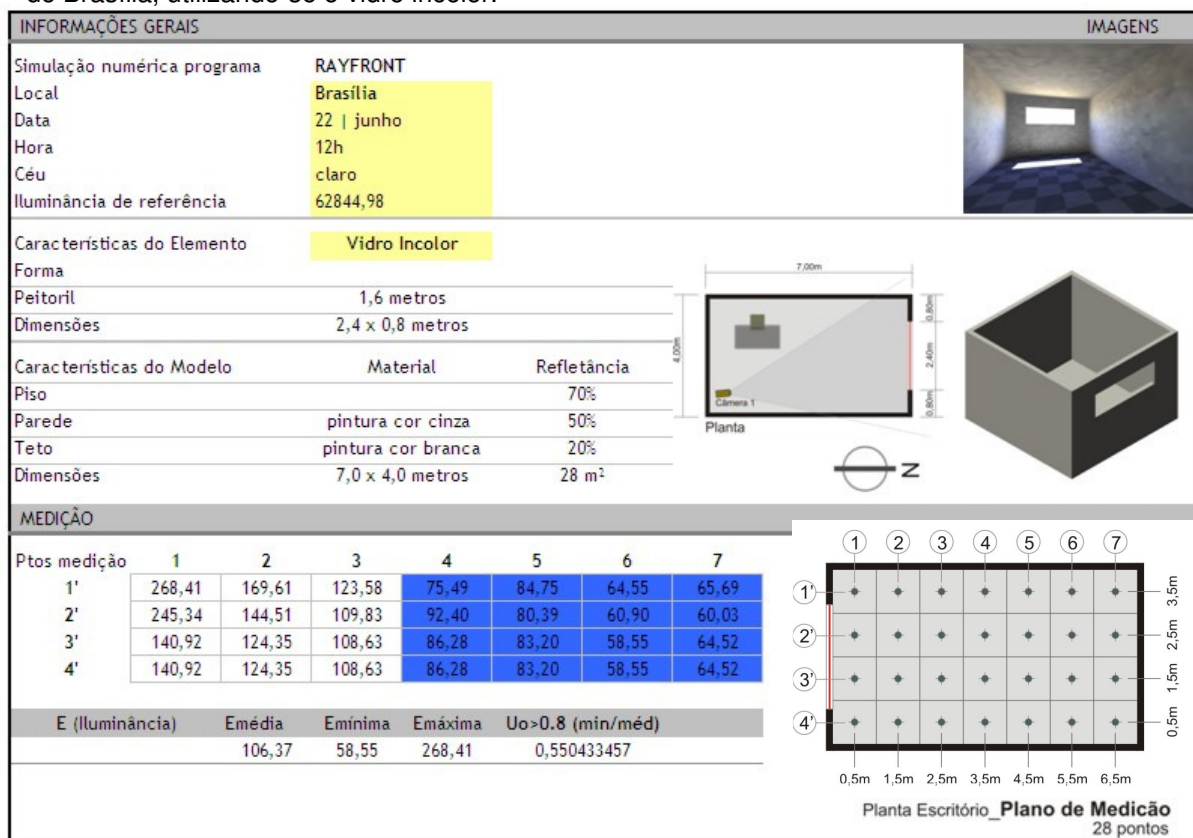 de Brasília, utilizando-se o vidro incolor.
INFORMAÇÕES GERAIS IMAGENS
Simulação numérica programa RAYFRONT
Local Brasília
Data 22 | junho
Hora 12h
Céu claro
Iluminância de referência 62844,98
Características do Elemento Vidro Incolor
Forma
Peitoril 1,6 metros
Dimensões 2,4 x 0,8 metros
Características do Modelo Material Refletância
Piso 70%
Parede pintura cor cinza 50%
Teto pintura cor branca 20%
Dimensões 7,0 x 4,0 metros 28 m²
7,00m
4,00m
0,80m
2,40m
0,80m
Câmera 1
Planta
N
MEDIÇÃO
Ptos medição 1 2 3 4 5 6 7
1' 268,41 169,61 123,58 75,49 84,75 64,55 65,69
2' 245,34 144,51 109,83 92,40 80,39 60,90 60,03
3' 140,92 124,35 108,63 86,28 83,20 58,55 64,52
4' 140,92 124,35 108,63 86,28 83,20 58,55 64,52
E (Iluminância) Emédia Emínima Emáxima Uo>0.8 (min/méd)
106,37 58,55 268,41 0,550433457
1 2 3 4 5 6 7
1' 3,5m
2' 2,5m
3' 1,5m
4' 0,5m
0,5m 1,5m 2,5m 3,5m 4,5m 5,5m 6,5m
Planta Escritório_Plano de Medicão
28 pontos